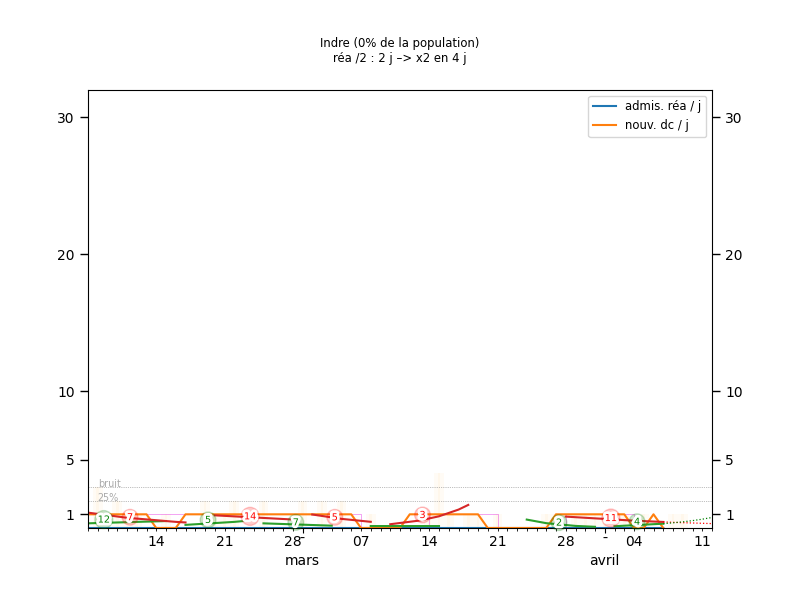 Indre (0% de la population)
réa /2 : 2 j –> x2 en 4 j
admis. réa / j
nouv. dc / j
30 30
20 20
10 10
5 5
bruit
25%
1 12 7 5 14 7 5 3 2 11 4 1
14 21 28 07 14 21 28 - 04 11
mars avril